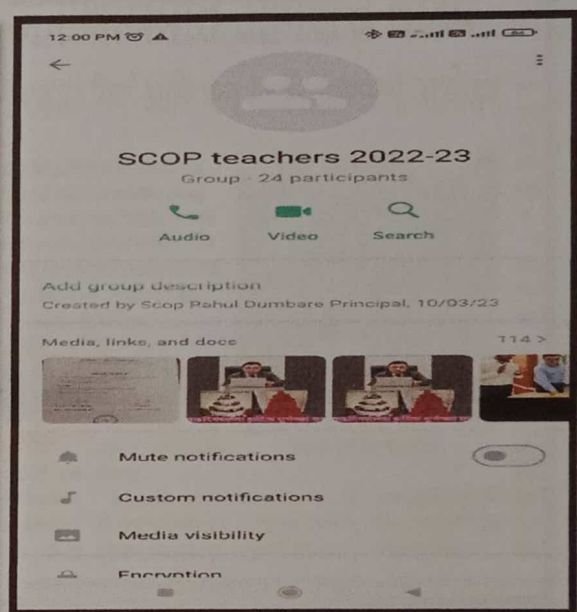 12:00 PM
SCOP teachers 2022-23
Group · 24 participants
Audio Video Search
Add group description
Created by Scop Rahul Dumbare Principal, 10/03/23
Media, links, and docs 114 >
Mute notifications
Custom notifications
Media visibility
Encryption